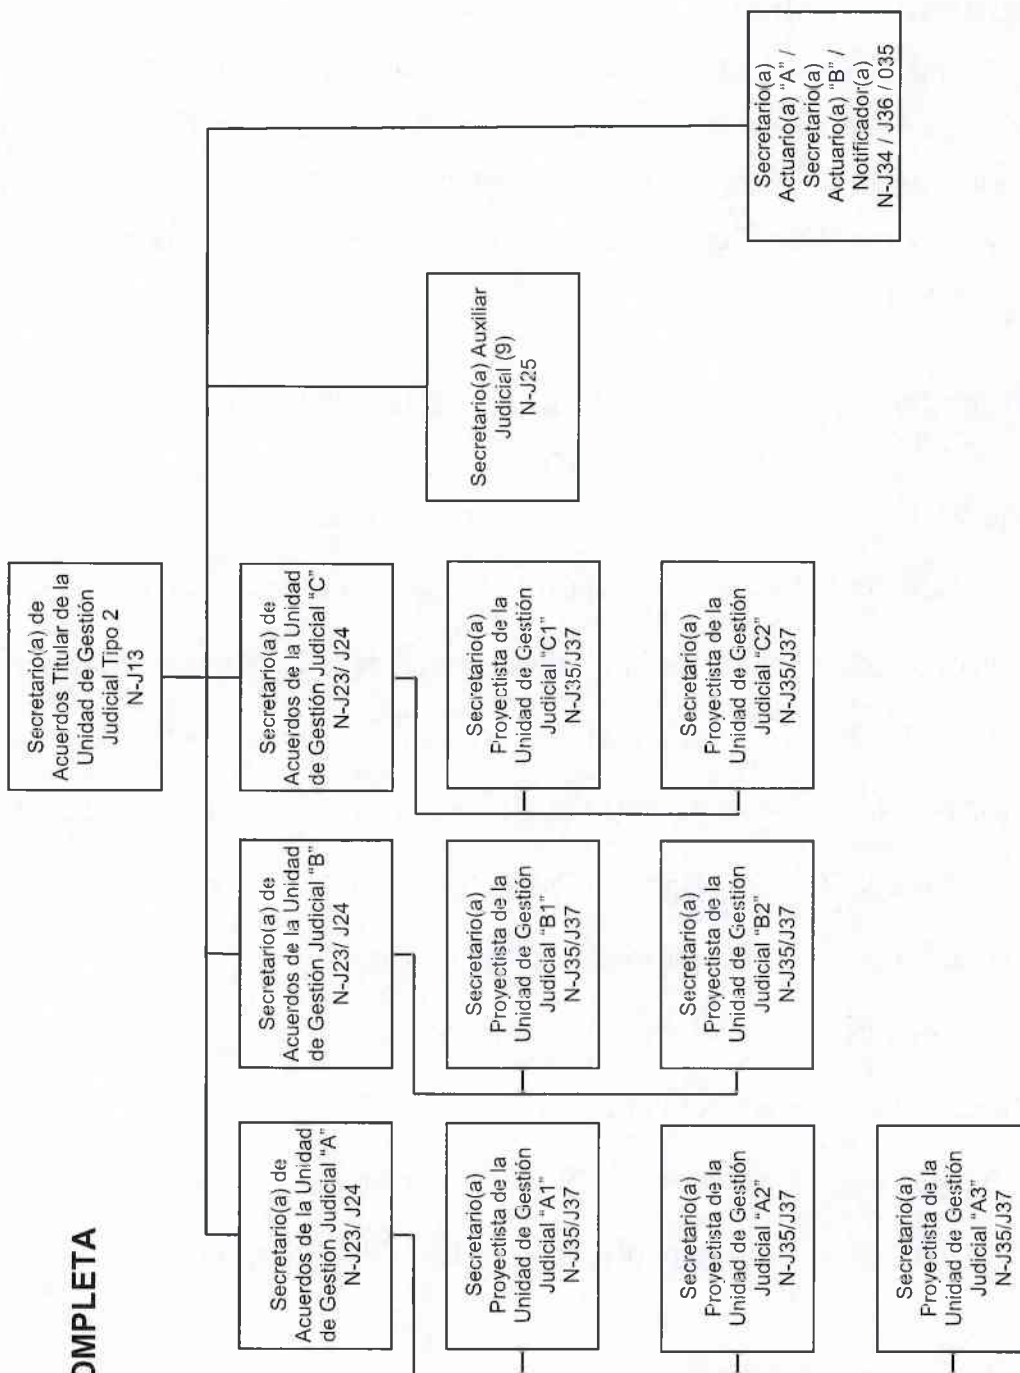 OMPLETA
Secretario(a) de
Acuerdos Titular de la
Unidad de Gestión
Judicial Tipo 2
N-J13
Secretario(a) de
Acuerdos de la Unidad
de Gestión Judicial "A"
N-J23/ J24
Secretario(a) de
Acuerdos de la Unidad
de Gestión Judicial "B"
N-J23/ J24
Secretario(a) de
Acuerdos de la Unidad
de Gestión Judicial "C"
N-J23/ J24
Secretario(a) Auxiliar
Judicial (9)
N-J25
Secretario(a)
Proyectista de la
Unidad de Gestión
Judicial "A1"
N-J35/J37
Secretario(a)
Proyectista de la
Unidad de Gestión
Judicial "B1"
N-J35/J37
Secretario(a)
Proyectista de la
Unidad de Gestión
Judicial "C1"
N-J35/J37
Secretario(a)
Proyectista de la
Unidad de Gestión
Judicial "A2"
N-J35/J37
Secretario(a)
Proyectista de la
Unidad de Gestión
Judicial "B2"
N-J35/J37
Secretario(a)
Proyectista de la
Unidad de Gestión
Judicial "C2"
N-J35/J37
Secretario(a)
Actuario(a) "A" /
Secretario(a)
Actuario(a) "B" /
Notificador(a)
N-J34 / J36 / 035
Secretario(a)
Proyectista de la
Unidad de Gestión
Judicial "A3"
N-J35/J37